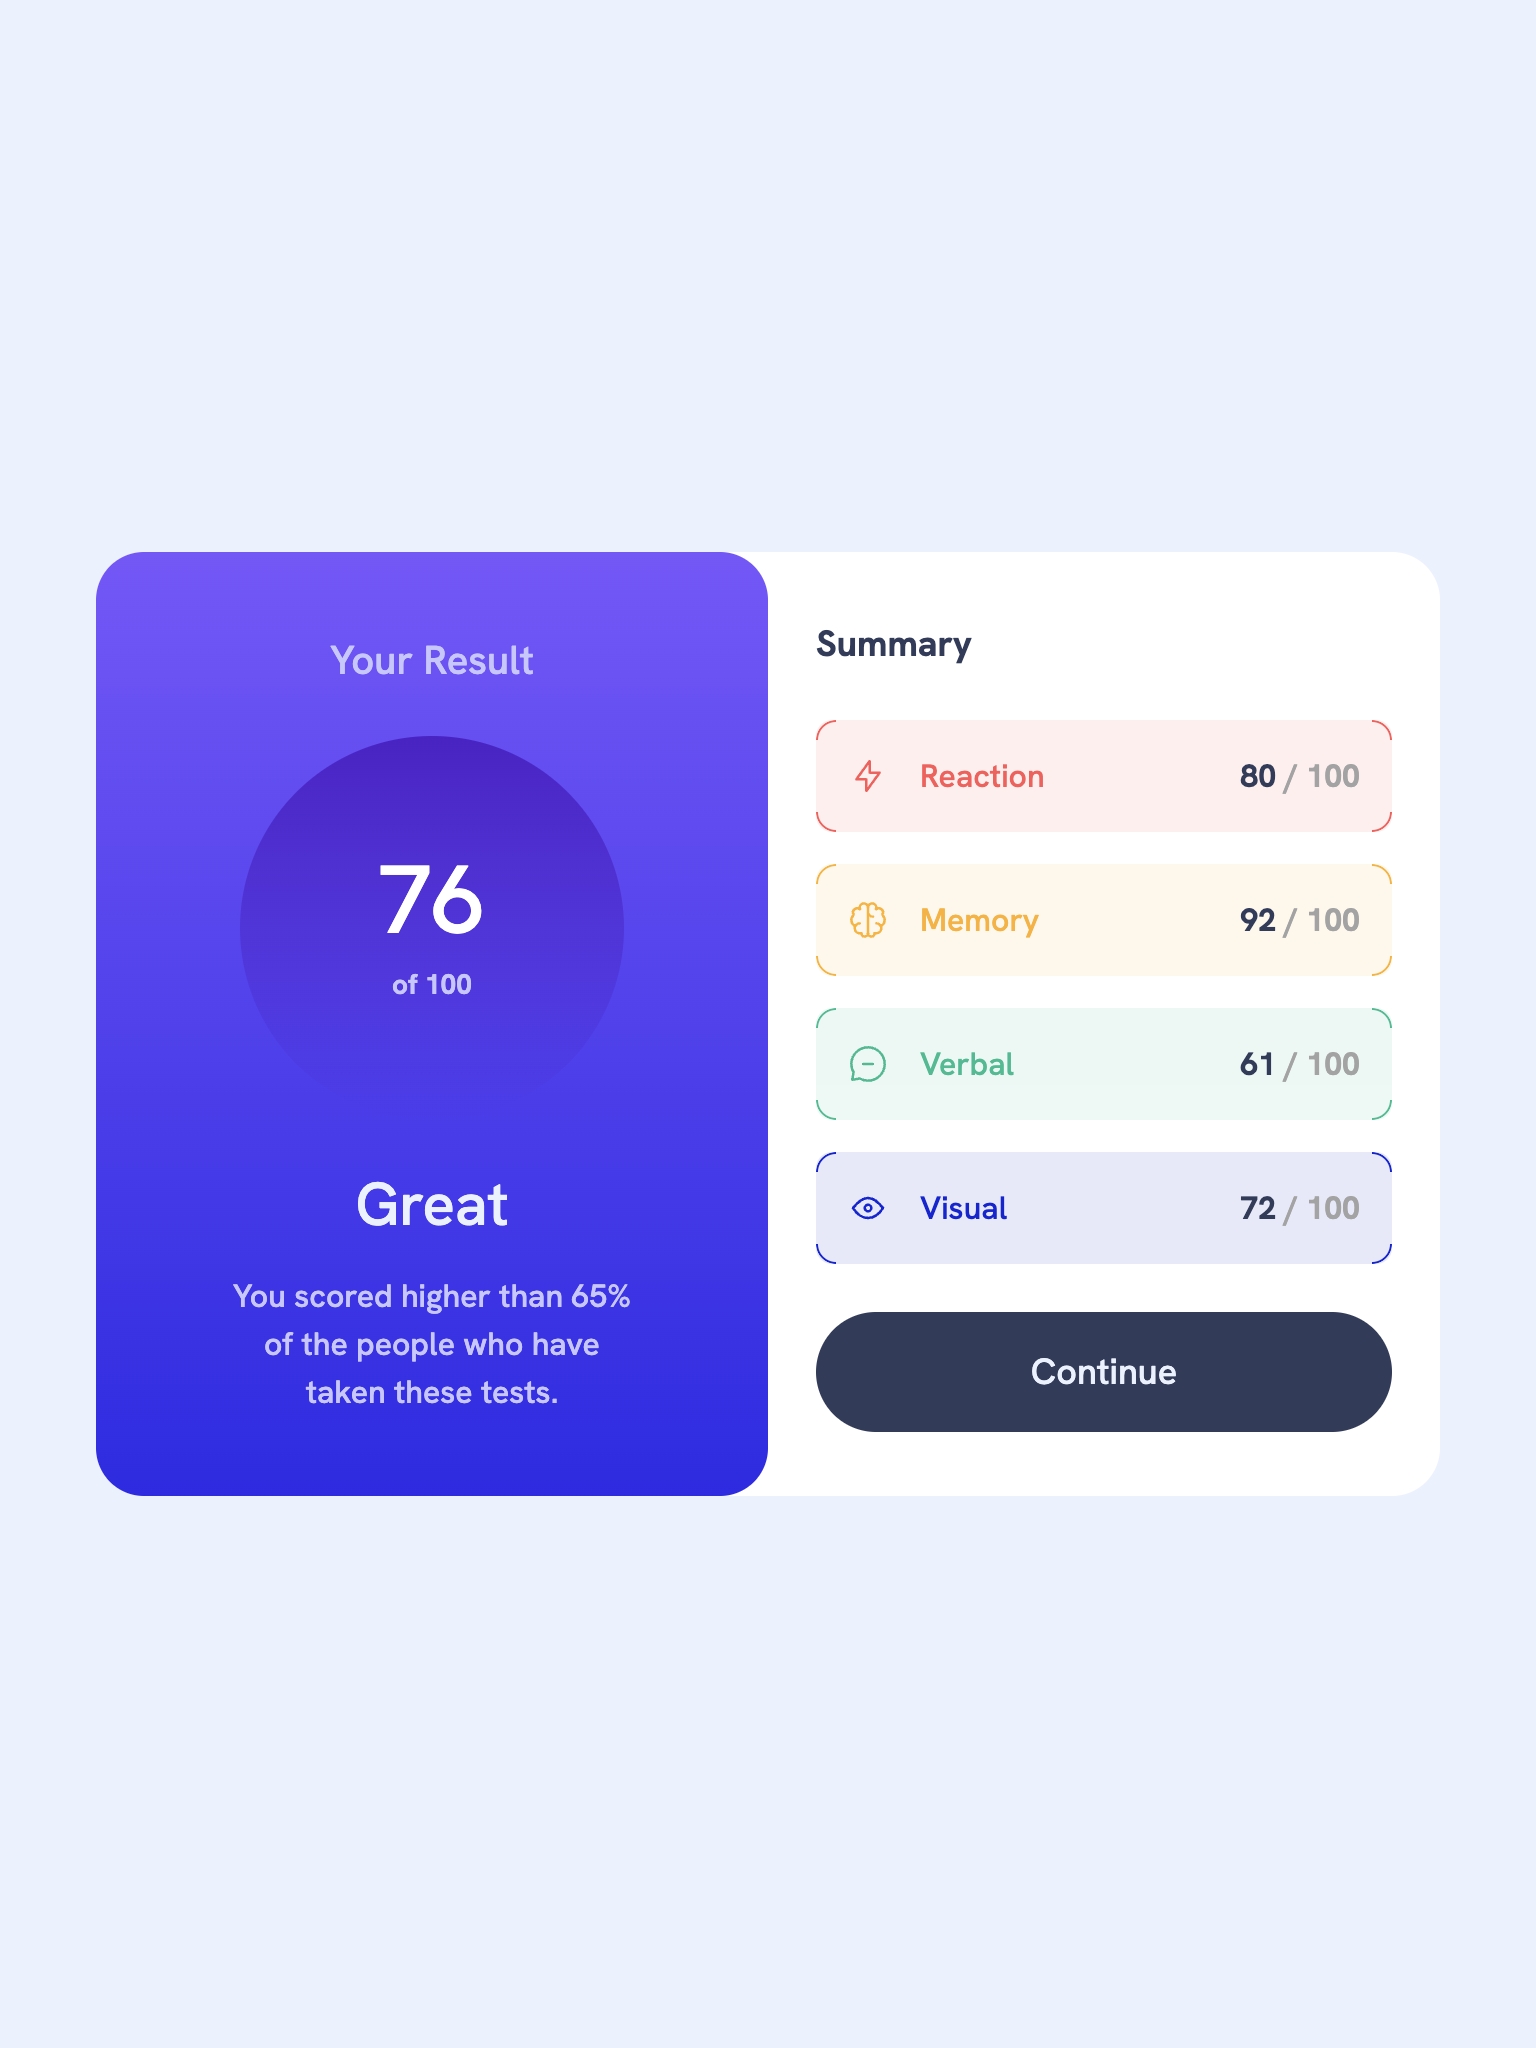 Your Result
76
of 100
Great
You scored higher than 65%
of the people who have
taken these tests.
Summary
Reaction 80 / 100
Memory 92 / 100
Verbal 61 / 100
Visual 72 / 100
Continue